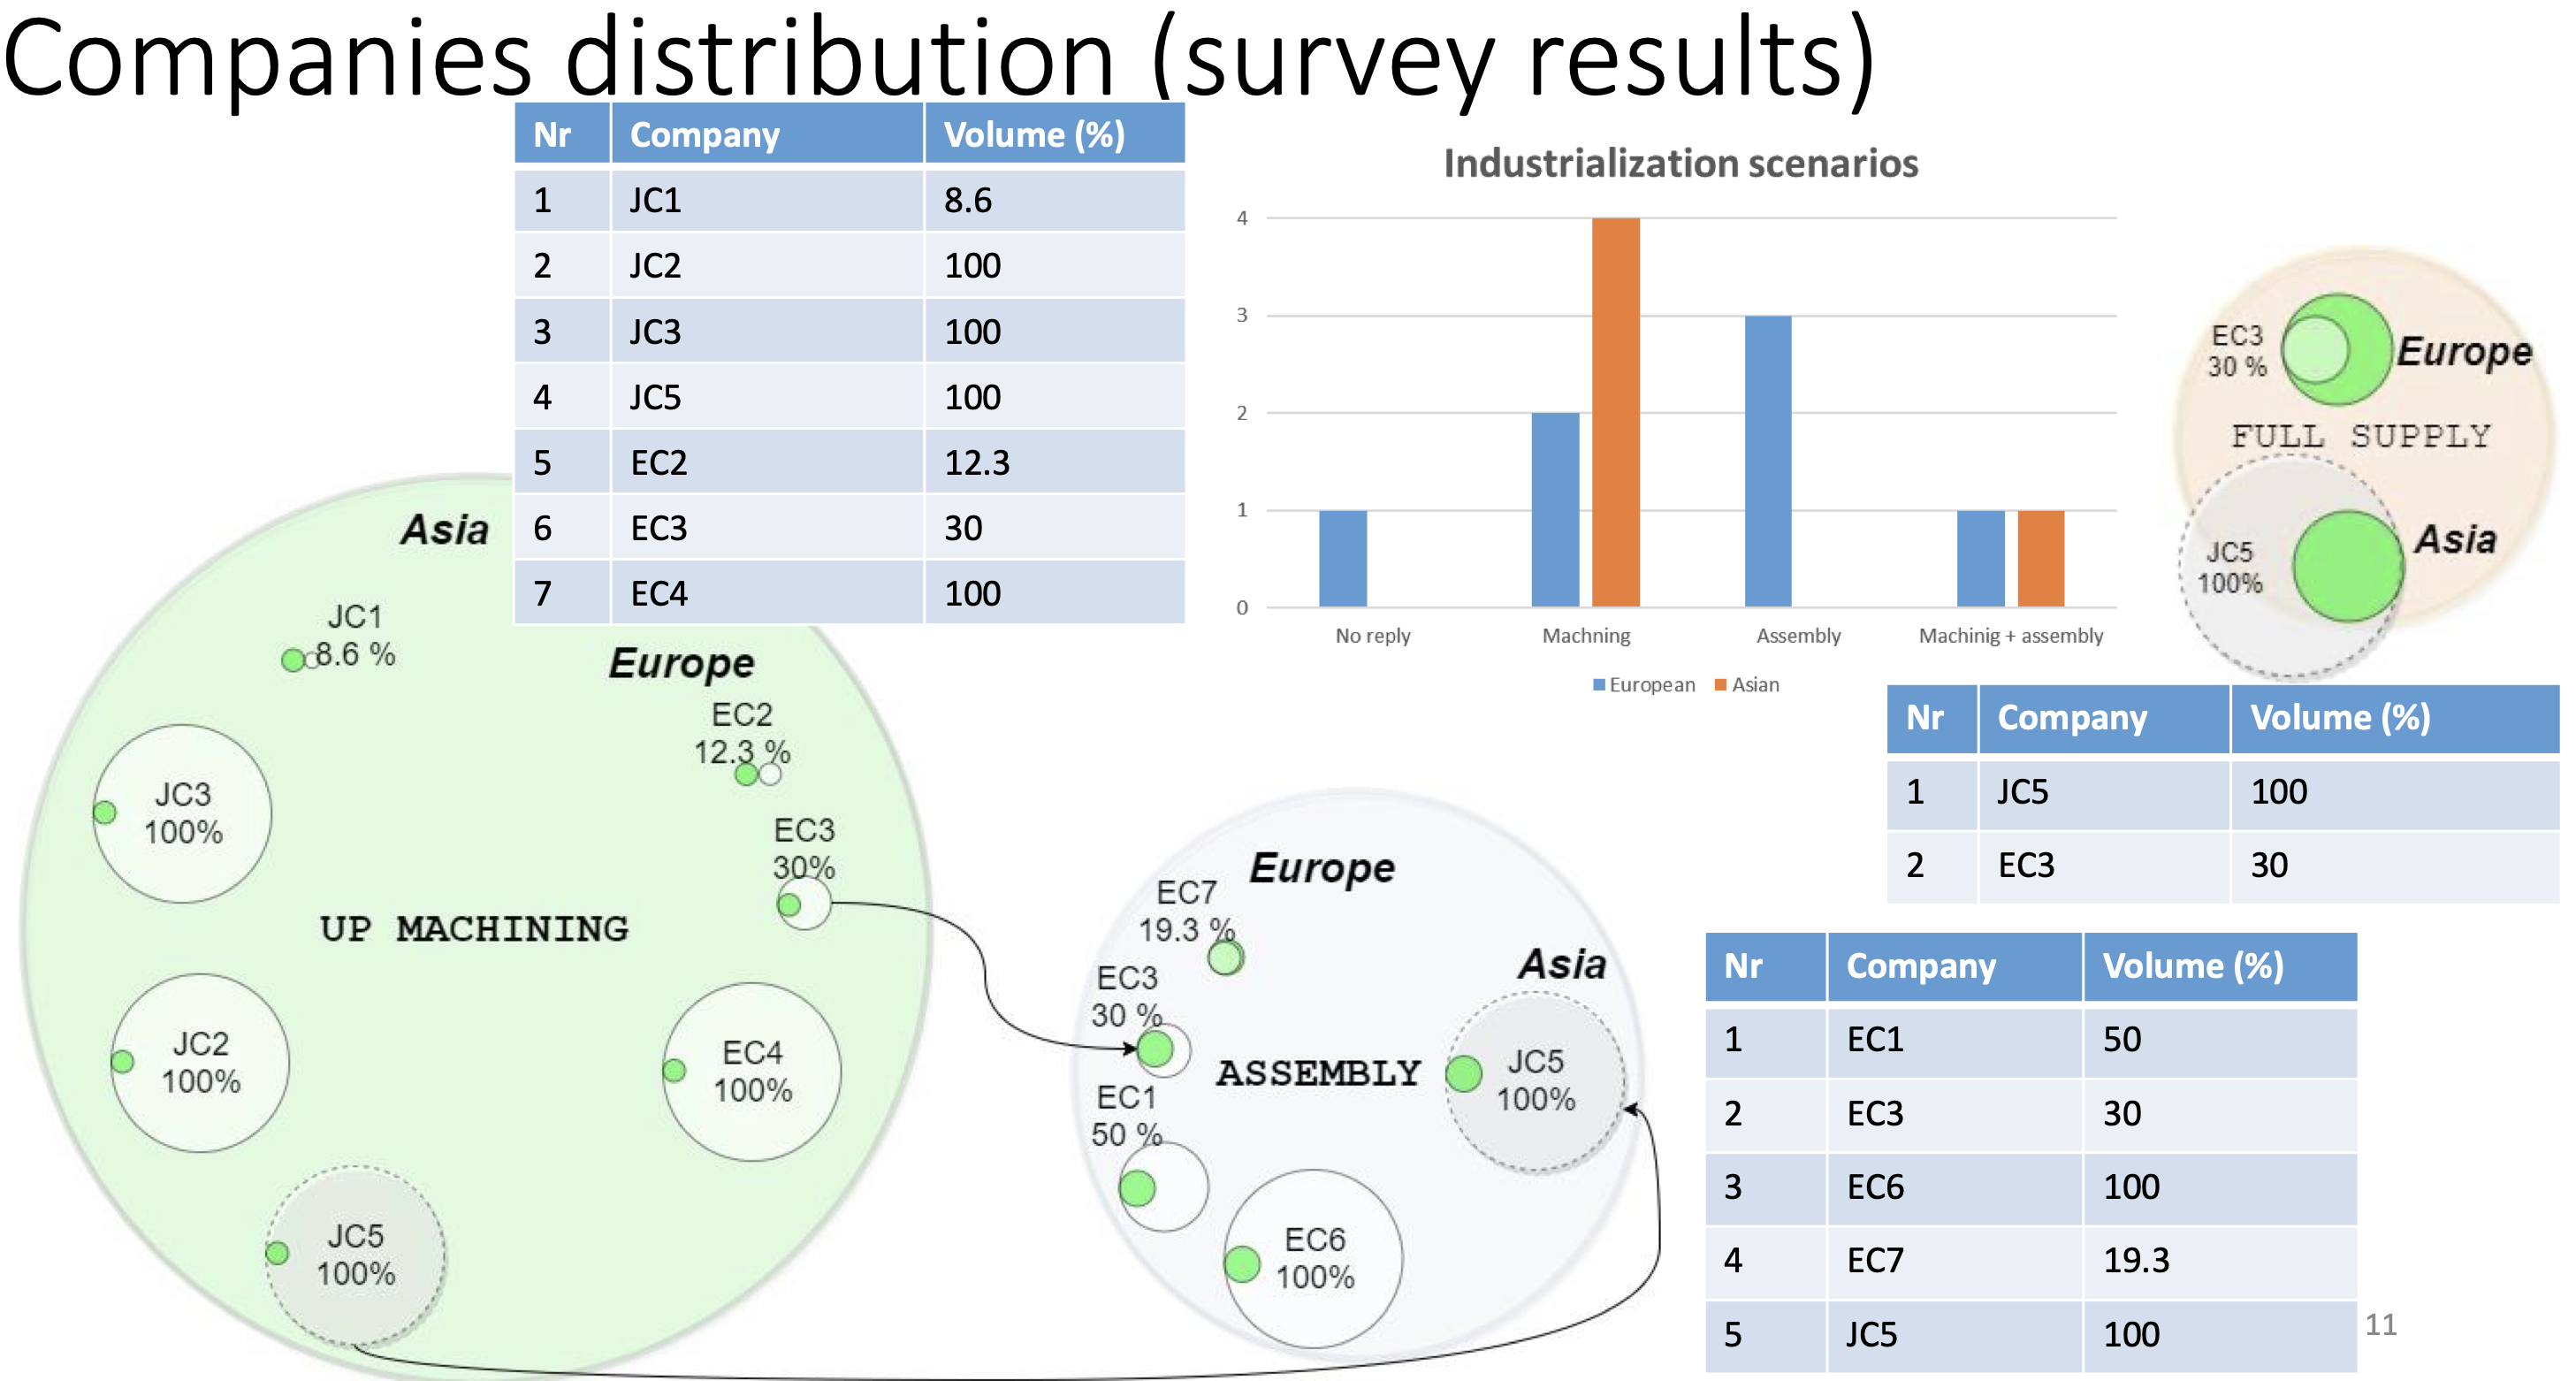 Companies distribution (survey results)
Nr Company Volume (%)
1 JC1 8.6
2 JC2 100
3 JC3 100
4 JC5 100
5 EC2 12.3
6 EC3 30
7 EC4 100
Industrialization scenarios
4
3
2
1
0
No reply Machning Assembly Machinig + assembly
European Asian
EC3
30 %
Europe
FULL SUPPLY
JC5
100%
Asia
Nr Company Volume (%)
1 JC5 100
2 EC3 30
Asia
JC1
8.6 %
Europe
EC2
12.3 %
JC3
100%
EC3
30%
UP MACHINING
JC2
100%
EC4
100%
JC5
100%
Europe
EC7
19.3 %
Asia
EC3
30 %
ASSEMBLY
JC5
100%
EC1
50 %
EC6
100%
Nr Company Volume (%)
1 EC1 50
2 EC3 30
3 EC6 100
4 EC7 19.3
5 JC5 100
11